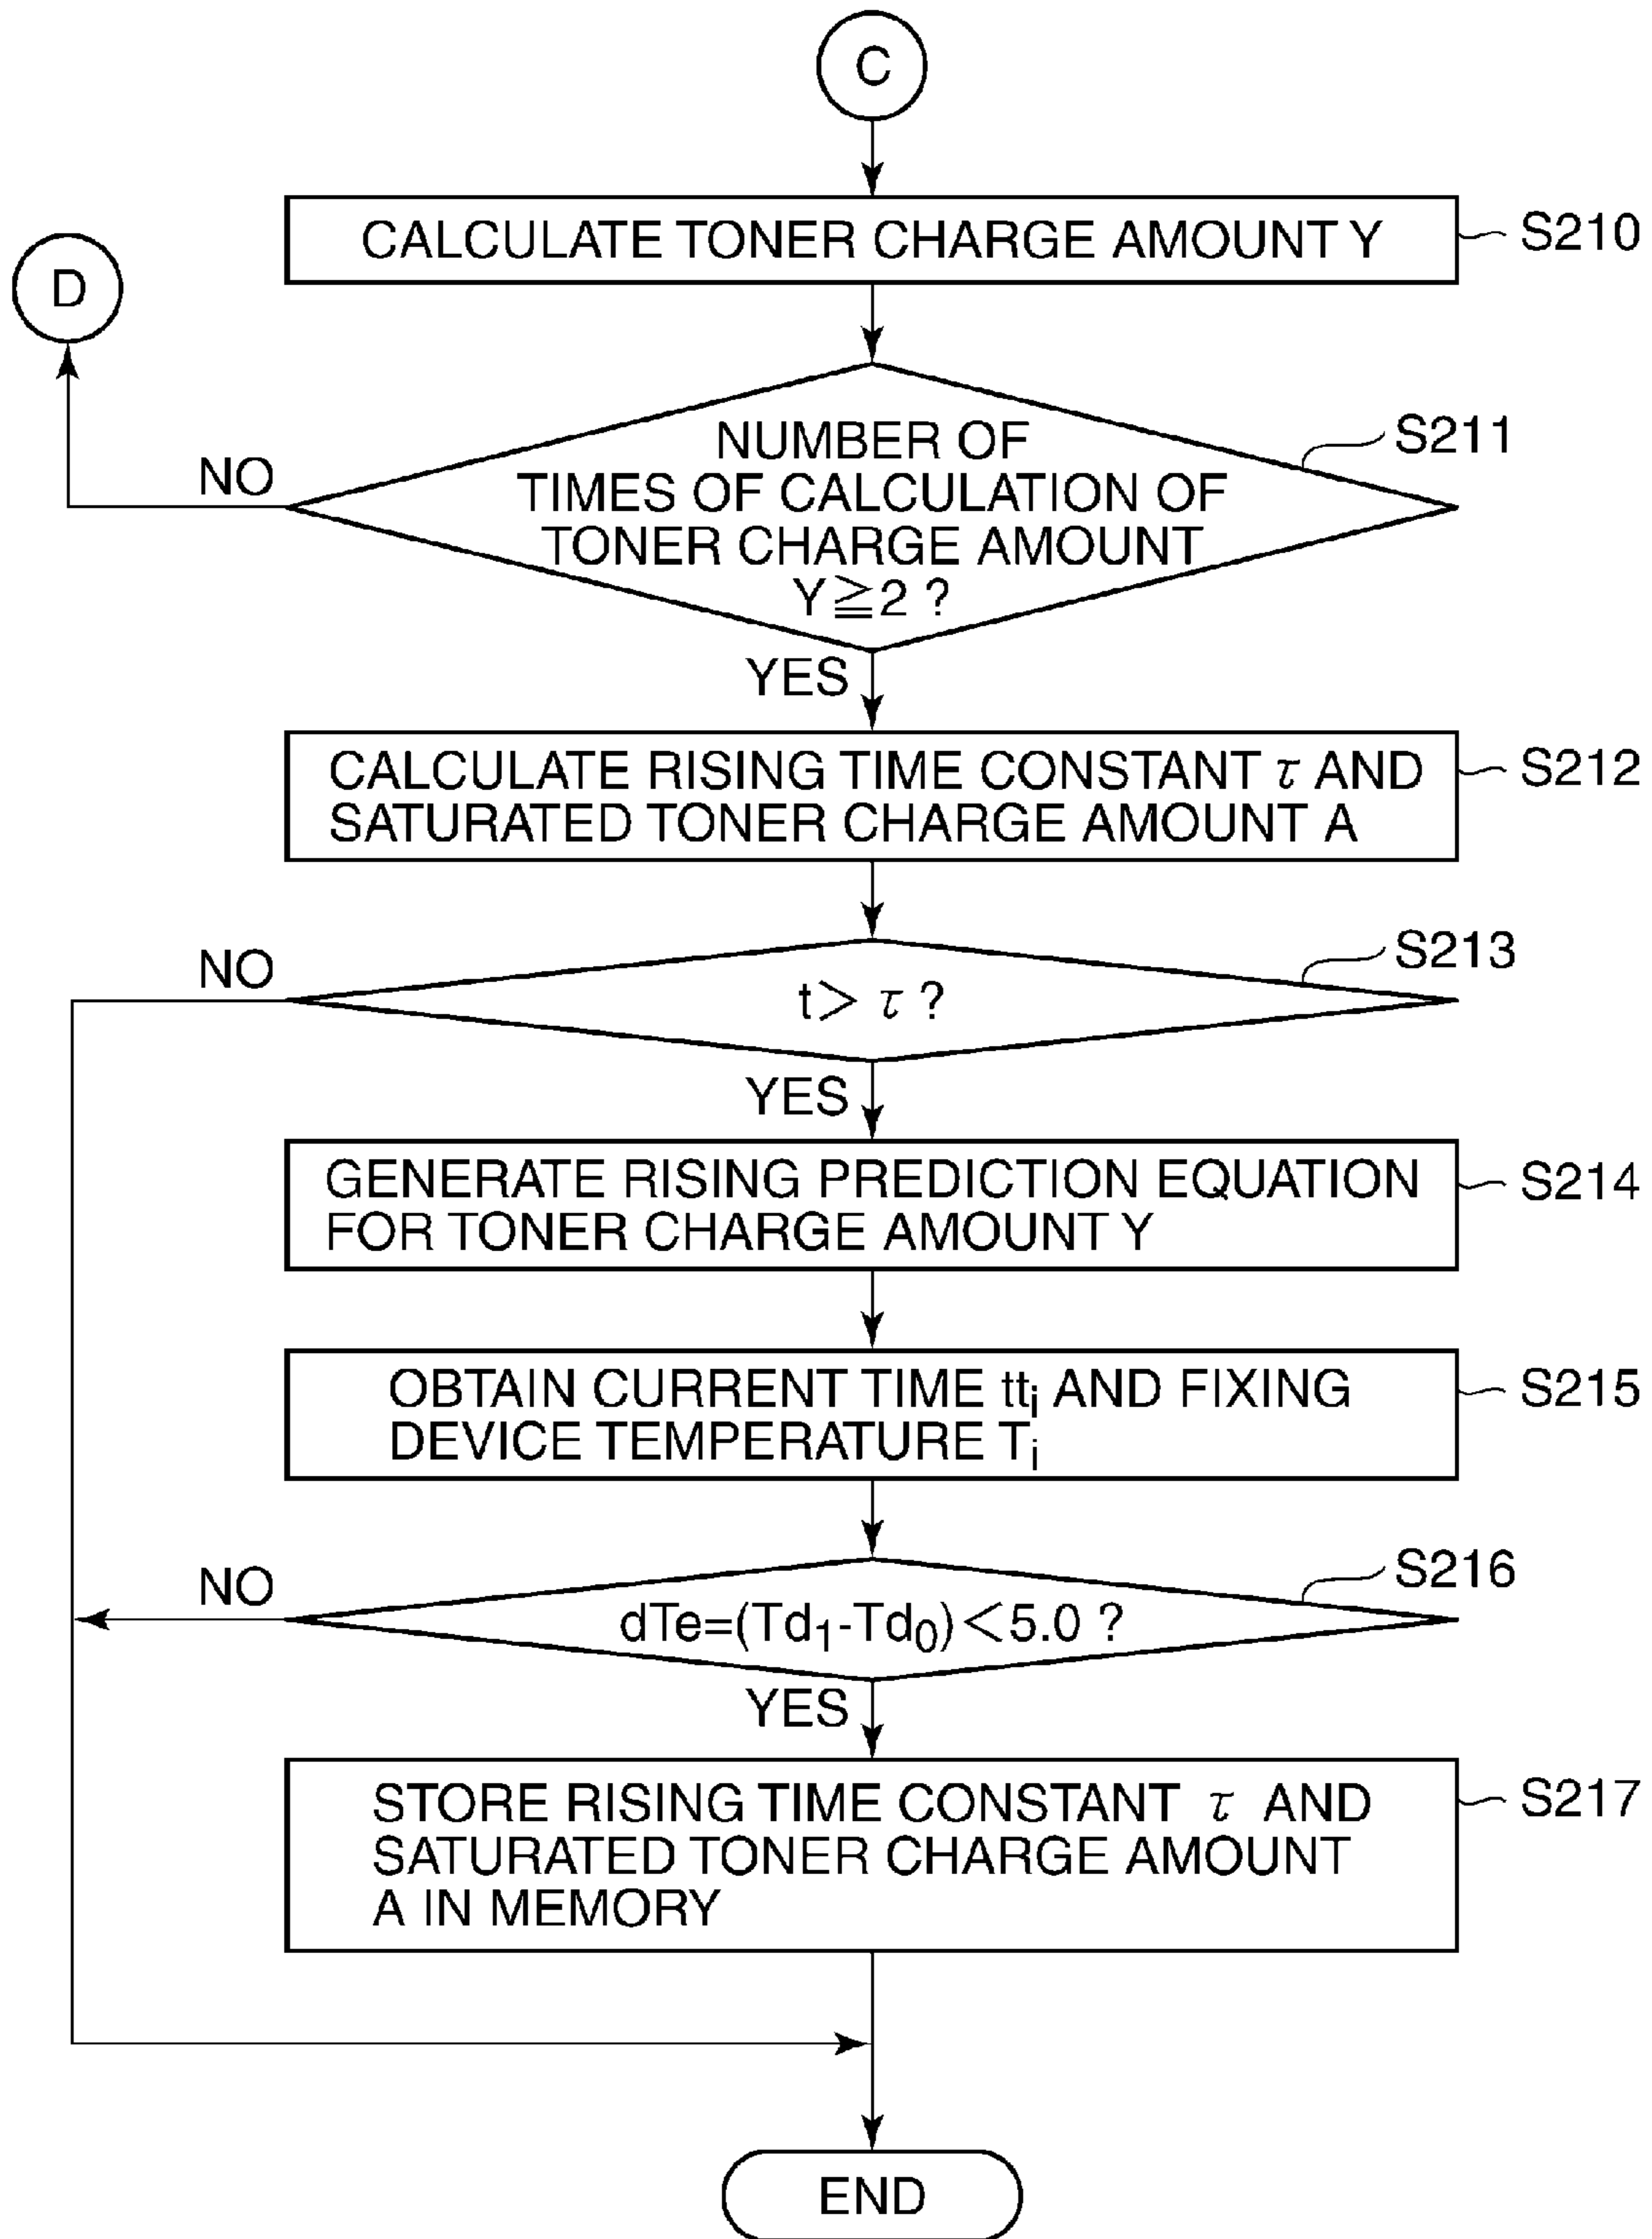 C
CALCULATE TONER CHARGE AMOUNT Y
S210
D
NUMBER OF
TIMES OF CALCULATION OF
TONER CHARGE AMOUNT
Y≧2 ?
S211
NO
YES
CALCULATE RISING TIME CONSTANT τ AND
SATURATED TONER CHARGE AMOUNT A
S212
NO
t> τ ?
S213
YES
GENERATE RISING PREDICTION EQUATION
FOR TONER CHARGE AMOUNT Y
S214
OBTAIN CURRENT TIME tti AND FIXING
DEVICE TEMPERATURE Ti
S215
NO
dTe=(Td1-Td0)<5.0 ?
S216
YES
STORE RISING TIME CONSTANT τ AND
SATURATED TONER CHARGE AMOUNT
A IN MEMORY
S217
END